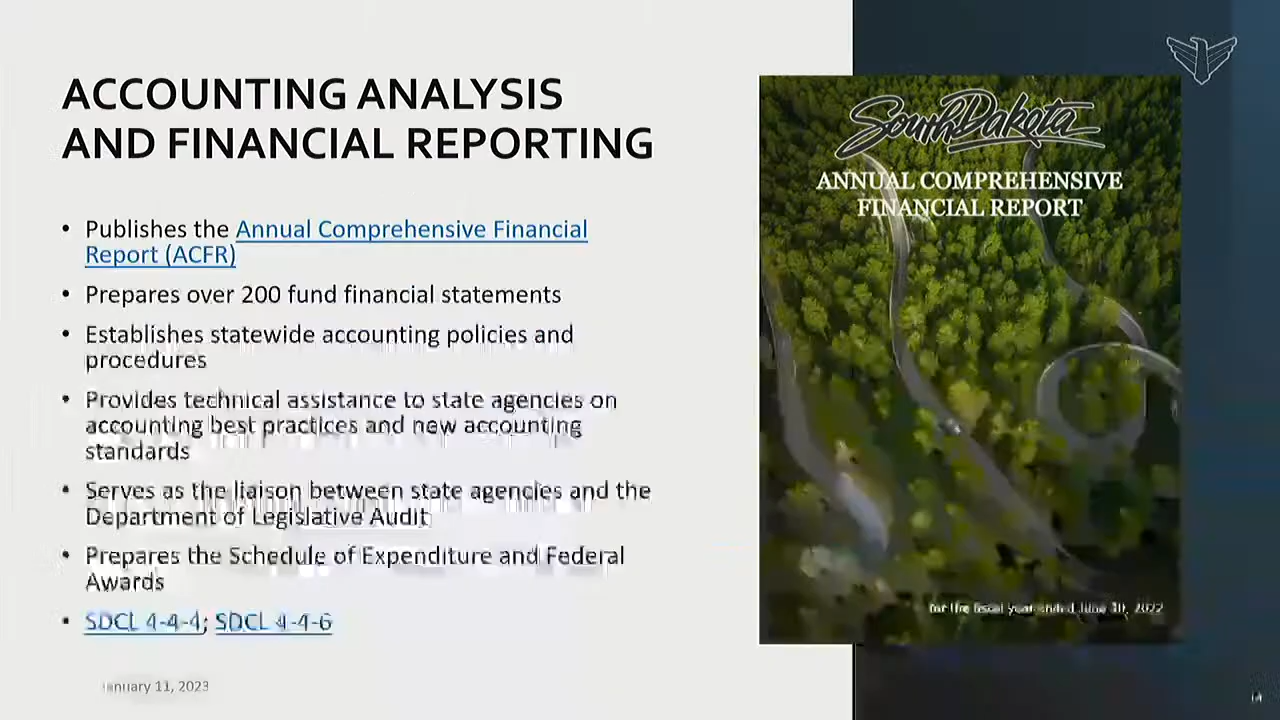 ACCOUNTING ANALYSIS
AND FINANCIAL REPORTING
• Publishes the Annual Comprehensive Financial
Report (ACFR)
• Prepares over 200 fund financial statements
• Establishes statewide accounting policies and
procedures
• Provides technical assistance to state agencies on
accounting best practices and new accounting
standards
• Serves as the liaison between state agencies and the
Department of Legislative Audit
• Prepares the Schedule of Expenditure and Federal
Awards
• SDCL 4-4-4; SDCL 4-4-6
January 11, 2023
South Dakota
ANNUAL COMPREHENSIVE
FINANCIAL REPORT
for the fiscal year ended June 30, 2022
14